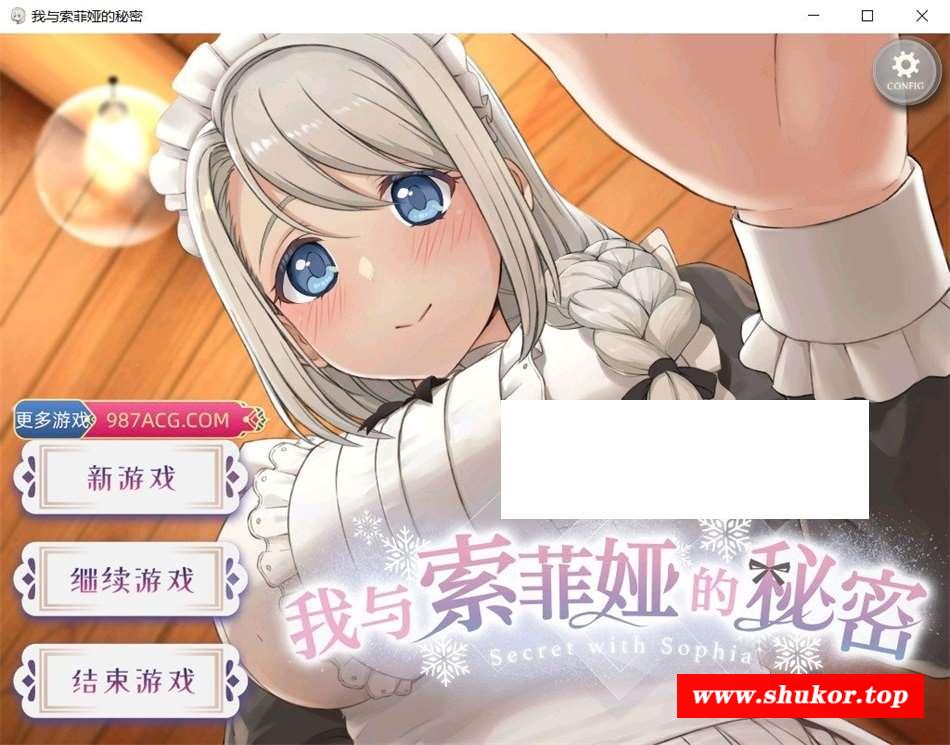 我与索菲娅的秘密
CONFIG
更多游戏 987ACG.COM
新游戏
继续游戏
结束游戏
我与索菲娅的秘密
Secret with Sophia
www.shukor.top